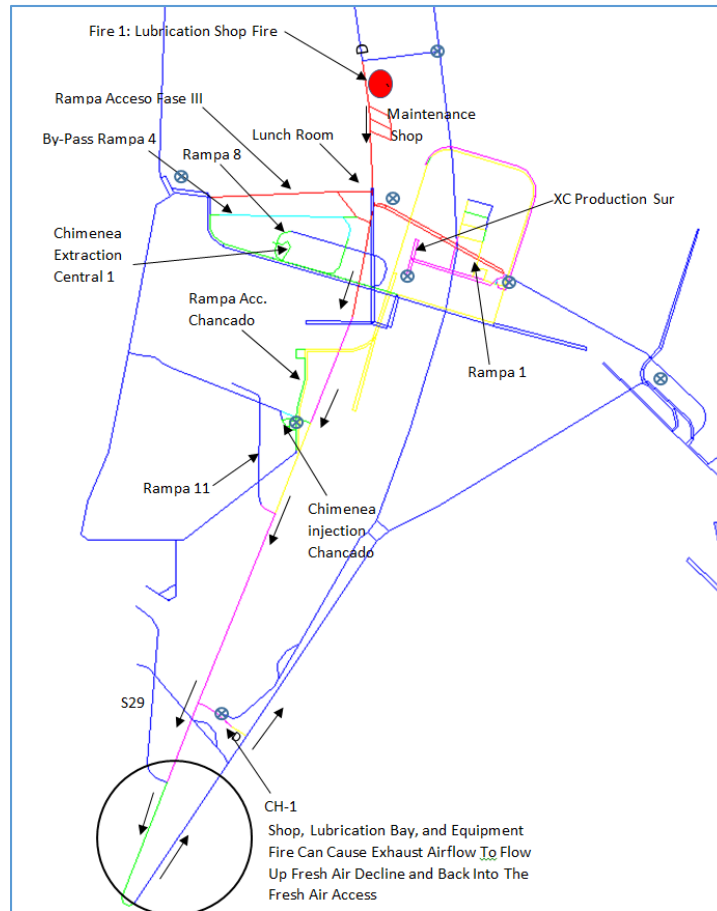 Fire 1: Lubrication Shop Fire
D
Rampa Acceso Fase III
Maintenance
Shop
By-Pass Rampa 4
Lunch Room
Rampa 8
XC Production Sur
Chimenea
Extraction
Central 1
Rampa Acc.
Chancado
Rampa 1
Rampa 11
Chimenea
injection
Chancado
S29
CH-1
Shop, Lubrication Bay, and Equipment
Fire Can Cause Exhaust Airflow To Flow
Up Fresh Air Decline and Back Into The
Fresh Air Access